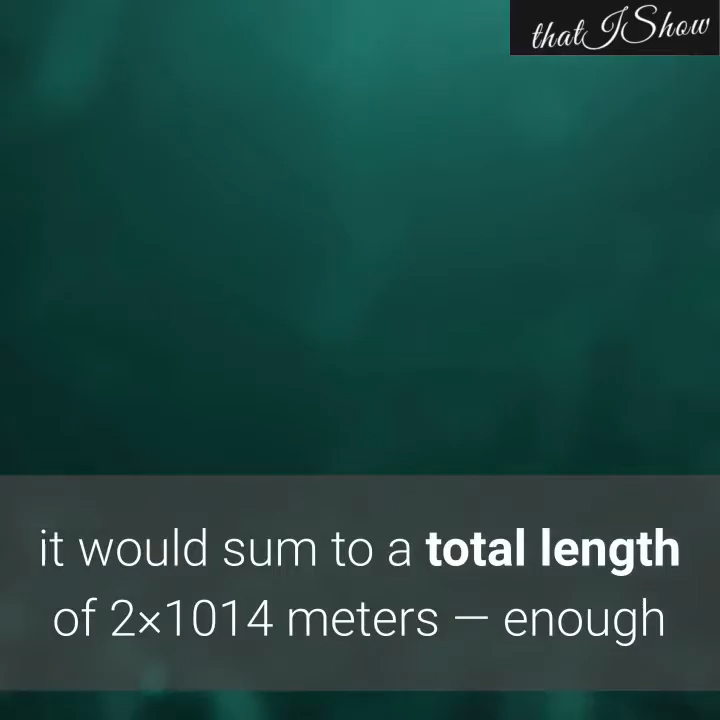 thatIShow
it would sum to a total length
of 2×1014 meters — enough